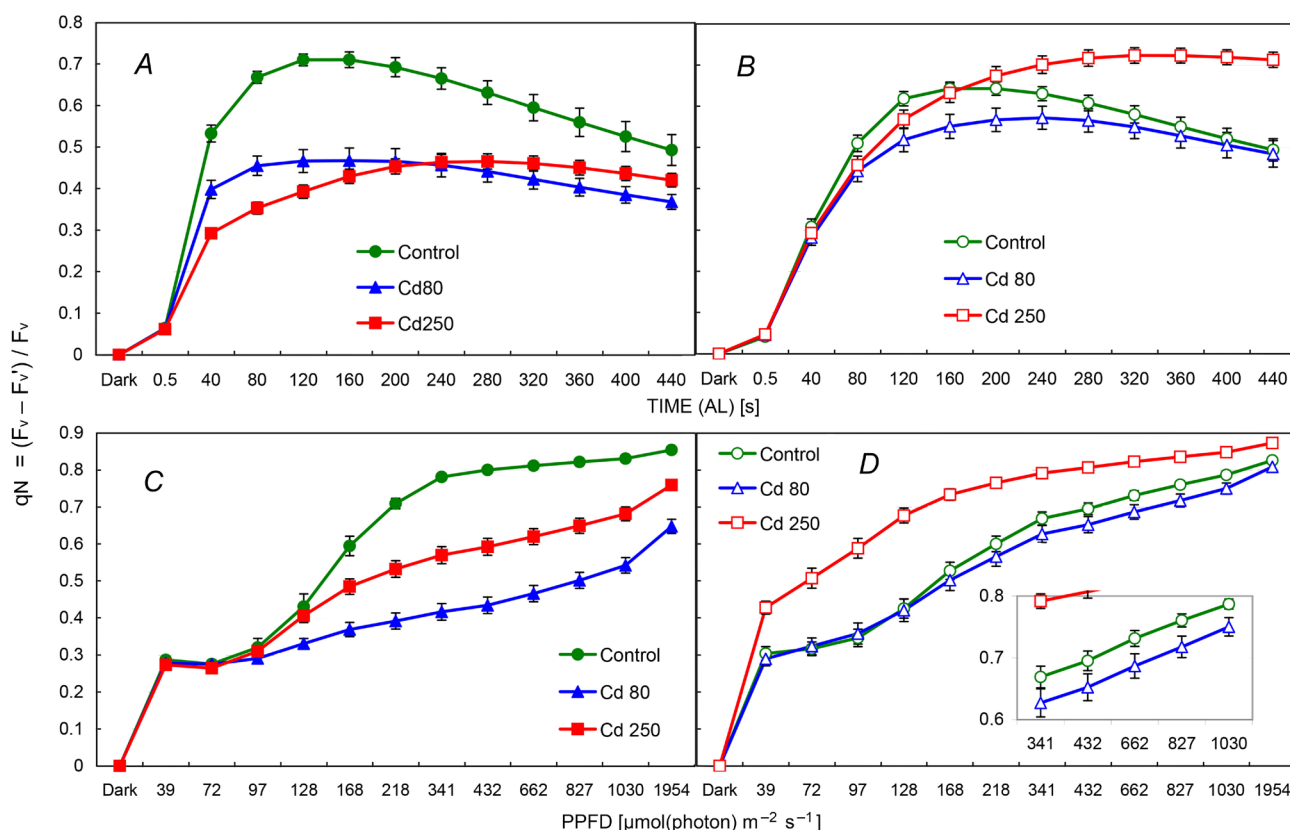 qN = (Fv – Fv') / Fv
A
0.8
0.7
0.6
0.5
0.4
0.3
0.2
0.1
0
Control
Cd80
Cd250
Dark 0.5 40 80 120 160 200 240 280 320 360 400 440
B
Control
Cd 80
Cd 250
Dark 0.5 40 80 120 160 200 240 280 320 360 400 440
TIME (AL) [s]
C
0.9
0.8
0.7
0.6
0.5
0.4
0.3
0.2
0.1
0
Control
Cd 80
Cd 250
Dark 39 72 97 128 168 218 341 432 662 827 1030 1954
D
Control
Cd 80
Cd 250
0.8
0.7
0.6
341 432 662 827 1030
Dark 39 72 97 128 168 218 341 432 662 827 1030 1954
PPFD [µmol(photon) m⁻² s⁻¹]